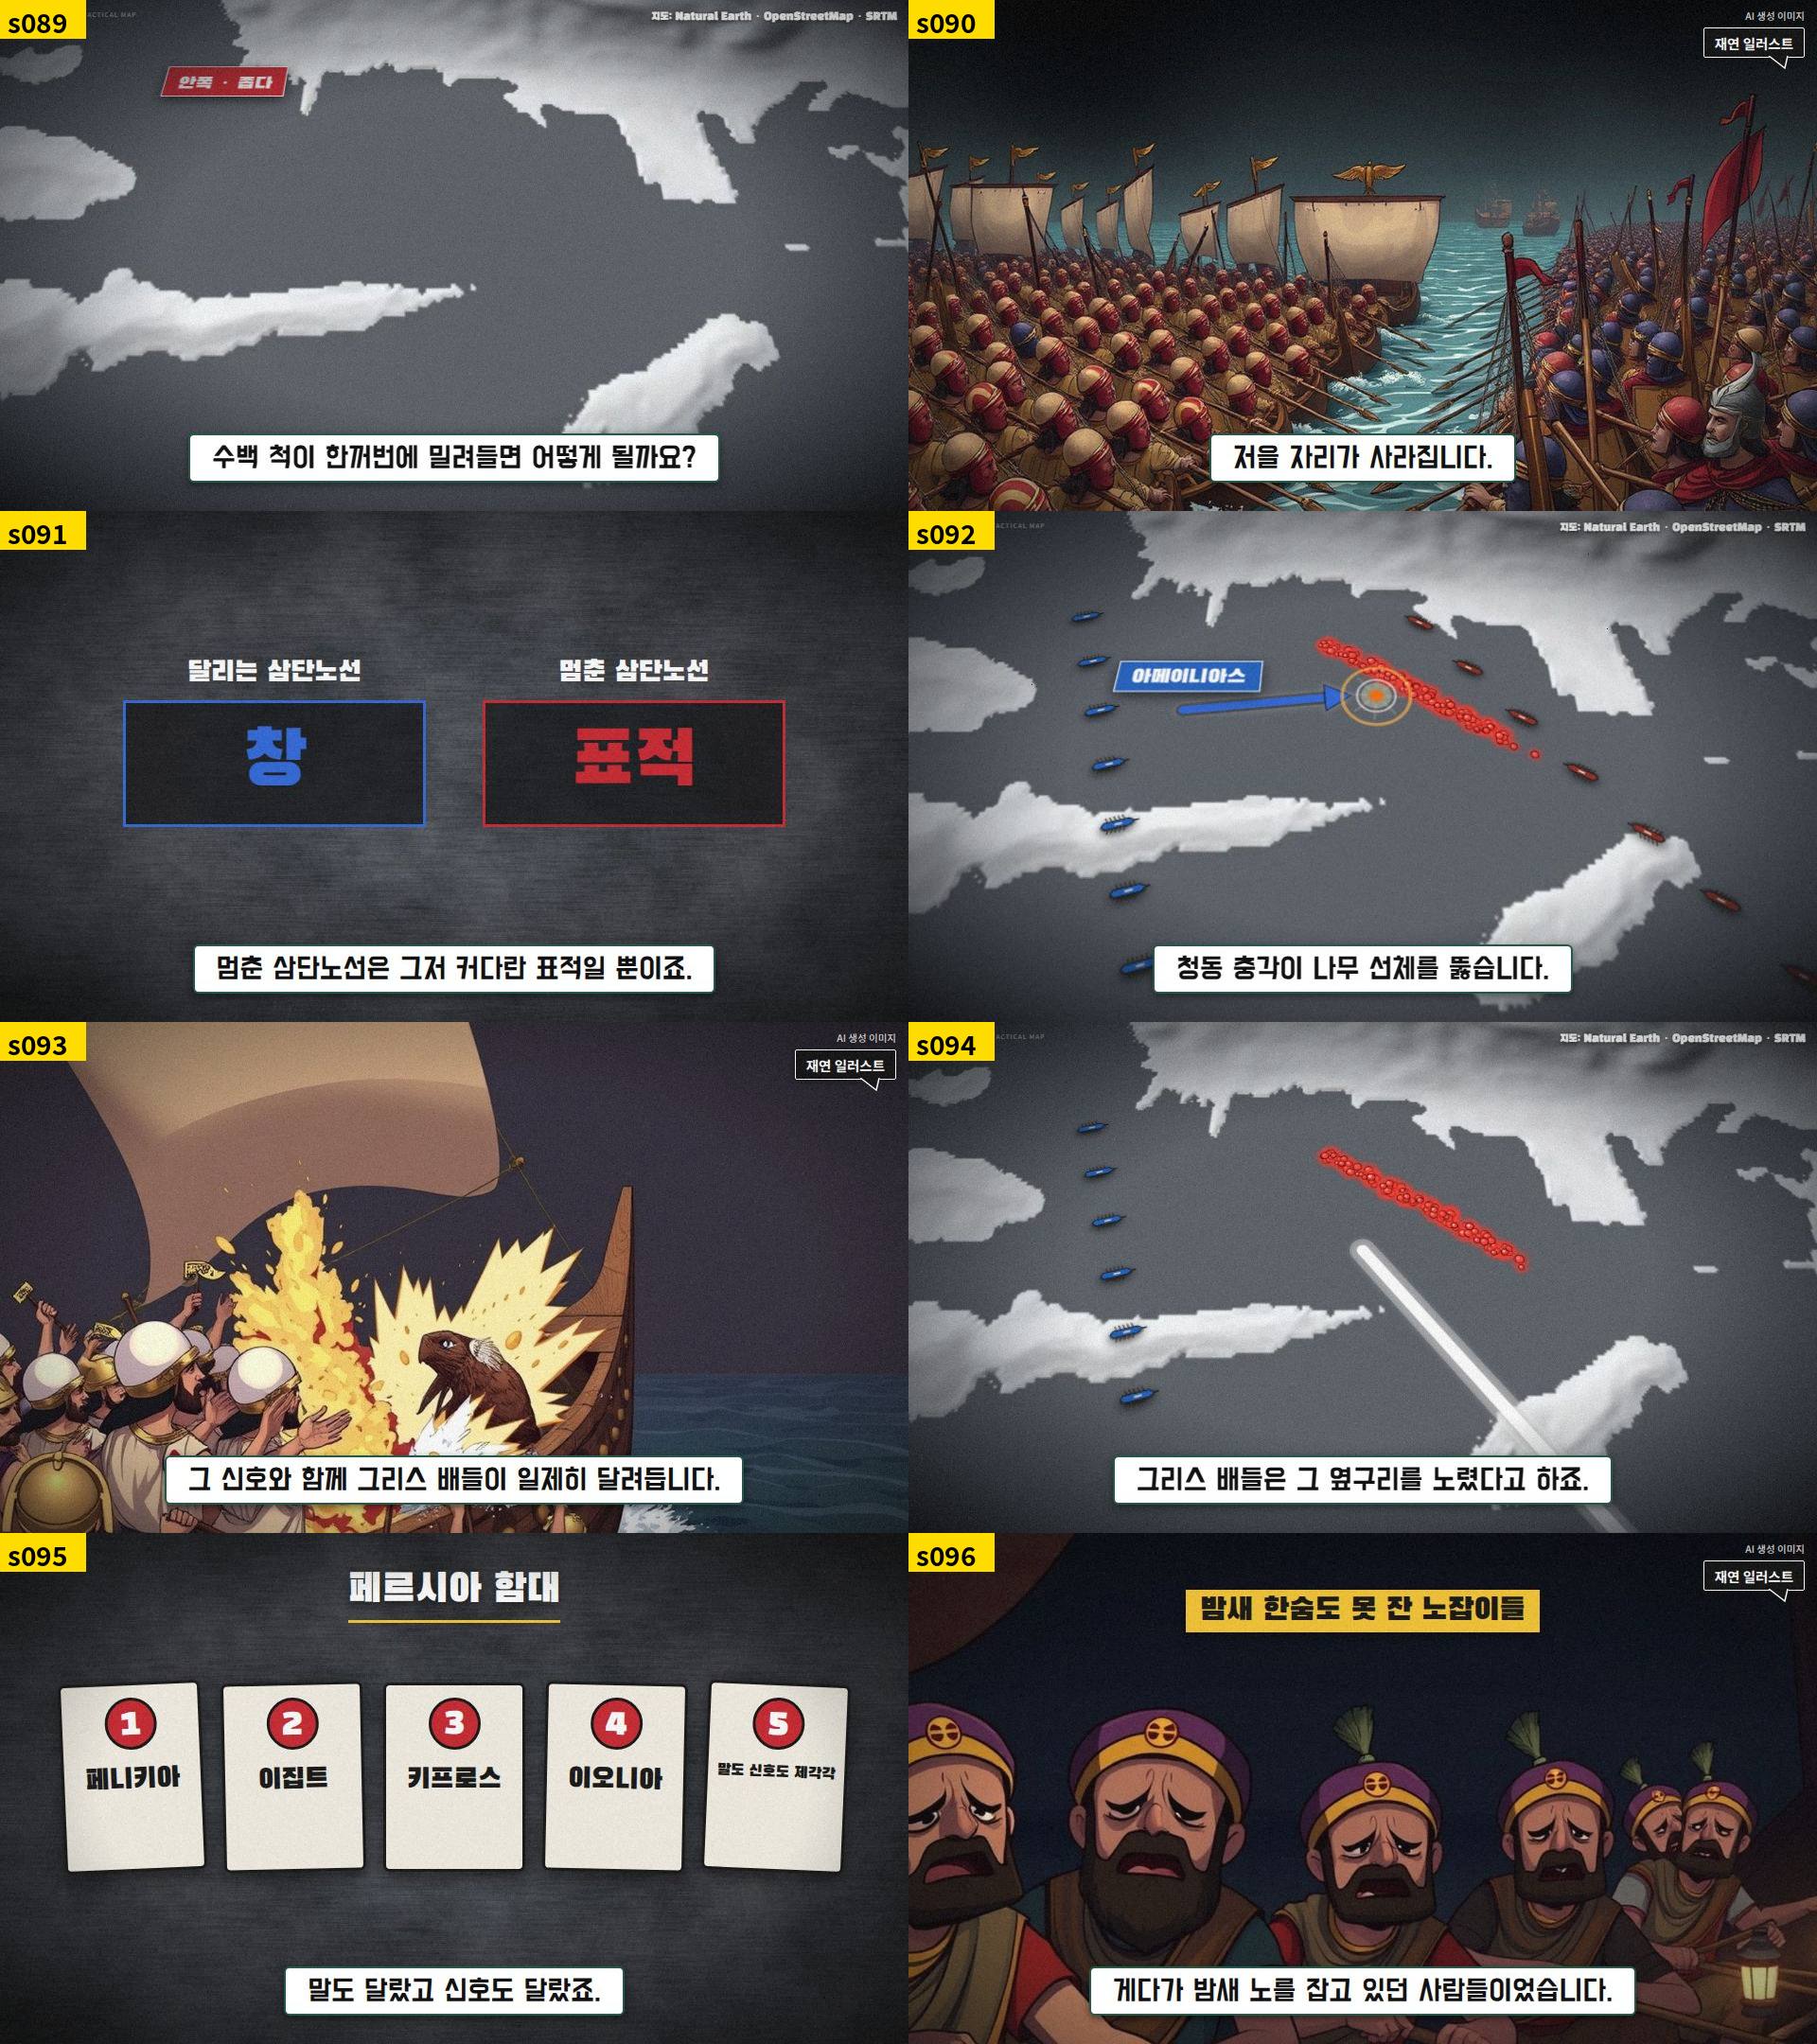 s089
ACTICAL MAP
지도: Natural Earth · OpenStreetMap · SRTM
안쪽 · 좁다
수백 척이 한꺼번에 밀려들면 어떻게 될까요?
s090
AI 생성 이미지
재연 일러스트
저을 자리가 사라집니다.
s091
달리는 삼단노선
멈춘 삼단노선
창
표적
멈춘 삼단노선은 그저 커다란 표적일 뿐이죠.
s092
ACTICAL MAP
지도: Natural Earth · OpenStreetMap · SRTM
아메이니아스
청동 충각이 나무 선체를 뚫습니다.
s093
AI 생성 이미지
재연 일러스트
그 신호와 함께 그리스 배들이 일제히 달려듭니다.
s094
ACTICAL MAP
지도: Natural Earth · OpenStreetMap · SRTM
그리스 배들은 그 옆구리를 노렸다고 하죠.
s095
페르시아 함대
1
페니키아
2
이집트
3
키프로스
4
이오니아
5
말도 신호도 제각각
말도 달랐고 신호도 달랐죠.
s096
AI 생성 이미지
재연 일러스트
밤새 한숨도 못 잔 노잡이들
게다가 밤새 노를 잡고 있던 사람들이었습니다.